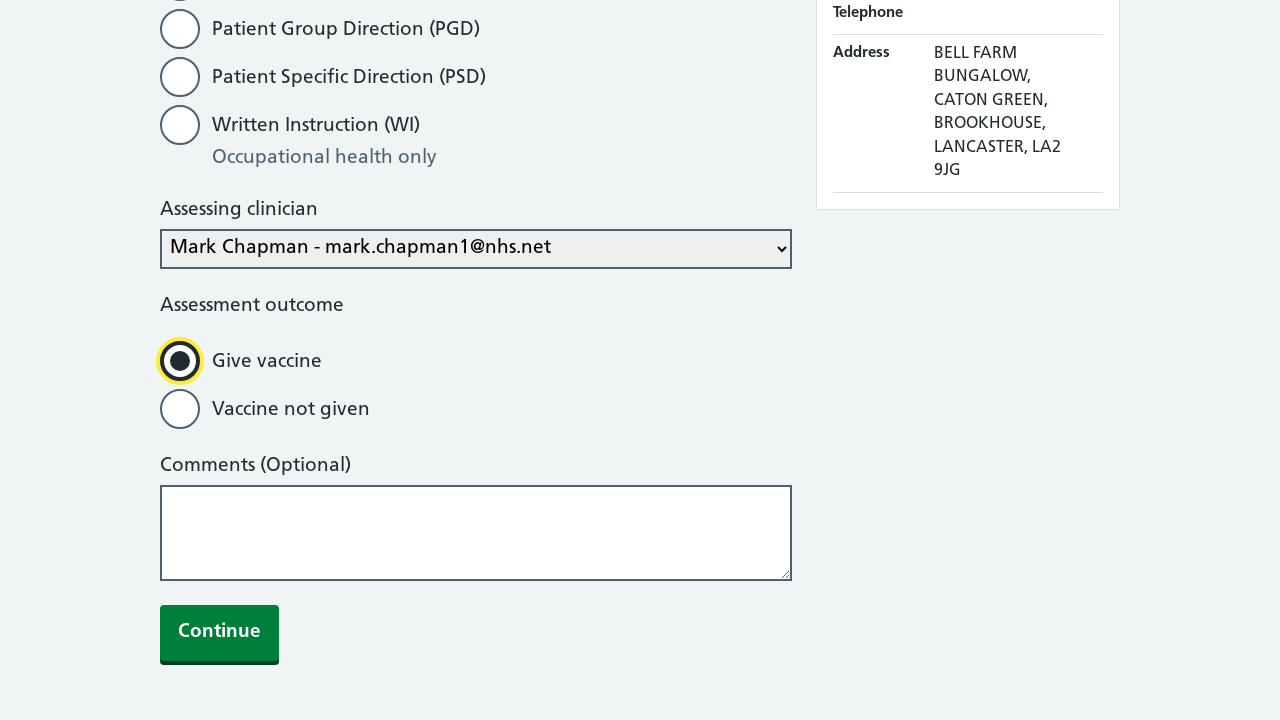 Patient Group Direction (PGD)
Patient Specific Direction (PSD)
Written Instruction (WI)
Occupational health only
Assessing clinician
Mark Chapman - mark.chapman1@nhs.net
Assessment outcome
Give vaccine
Vaccine not given
Comments (Optional)
Continue
Telephone
Address
BELL FARM
BUNGALOW,
CATON GREEN,
BROOKHOUSE,
LANCASTER, LA2
9JG